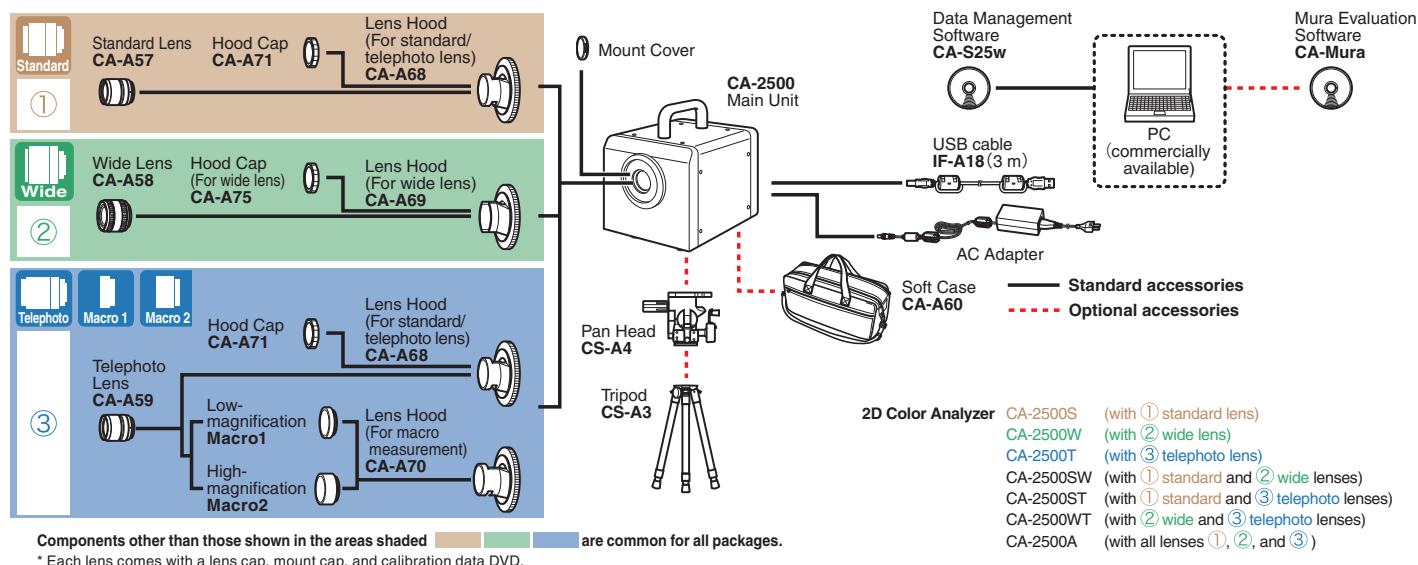 Standard
①
Standard Lens
CA-A57
Hood Cap
CA-A71
Lens Hood
(For standard/
telephoto lens)
CA-A68
Wide
②
Wide Lens
CA-A58
Hood Cap
(For wide lens)
CA-A75
Lens Hood
(For wide lens)
CA-A69
Telephoto
Macro 1
Macro 2
③
Hood Cap
CA-A71
Lens Hood
(For standard/
telephoto lens)
CA-A68
Telephoto
Lens
CA-A59
Low-
magnification
Macro1
High-
magnification
Macro2
Lens Hood
(For macro
measurement)
CA-A70
Mount Cover
CA-2500
Main Unit
Pan Head
CS-A4
Tripod
CS-A3
Soft Case
CA-A60
Data Management
Software
CA-S25w
PC
(commercially
available)
Mura Evaluation
Software
CA-Mura
USB cable
IF-A18 (3 m)
AC Adapter
Standard accessories
Optional accessories
2D Color Analyzer CA-2500S (with ① standard lens)
CA-2500W (with ② wide lens)
CA-2500T (with ③ telephoto lens)
CA-2500SW (with ① standard and ② wide lenses)
CA-2500ST (with ① standard and ③ telephoto lenses)
CA-2500WT (with ② wide and ③ telephoto lenses)
CA-2500A (with all lenses ①, ②, and ③ )
Components other than those shown in the areas shaded are common for all packages.
* Each lens comes with a lens cap, mount cap, and calibration data DVD.